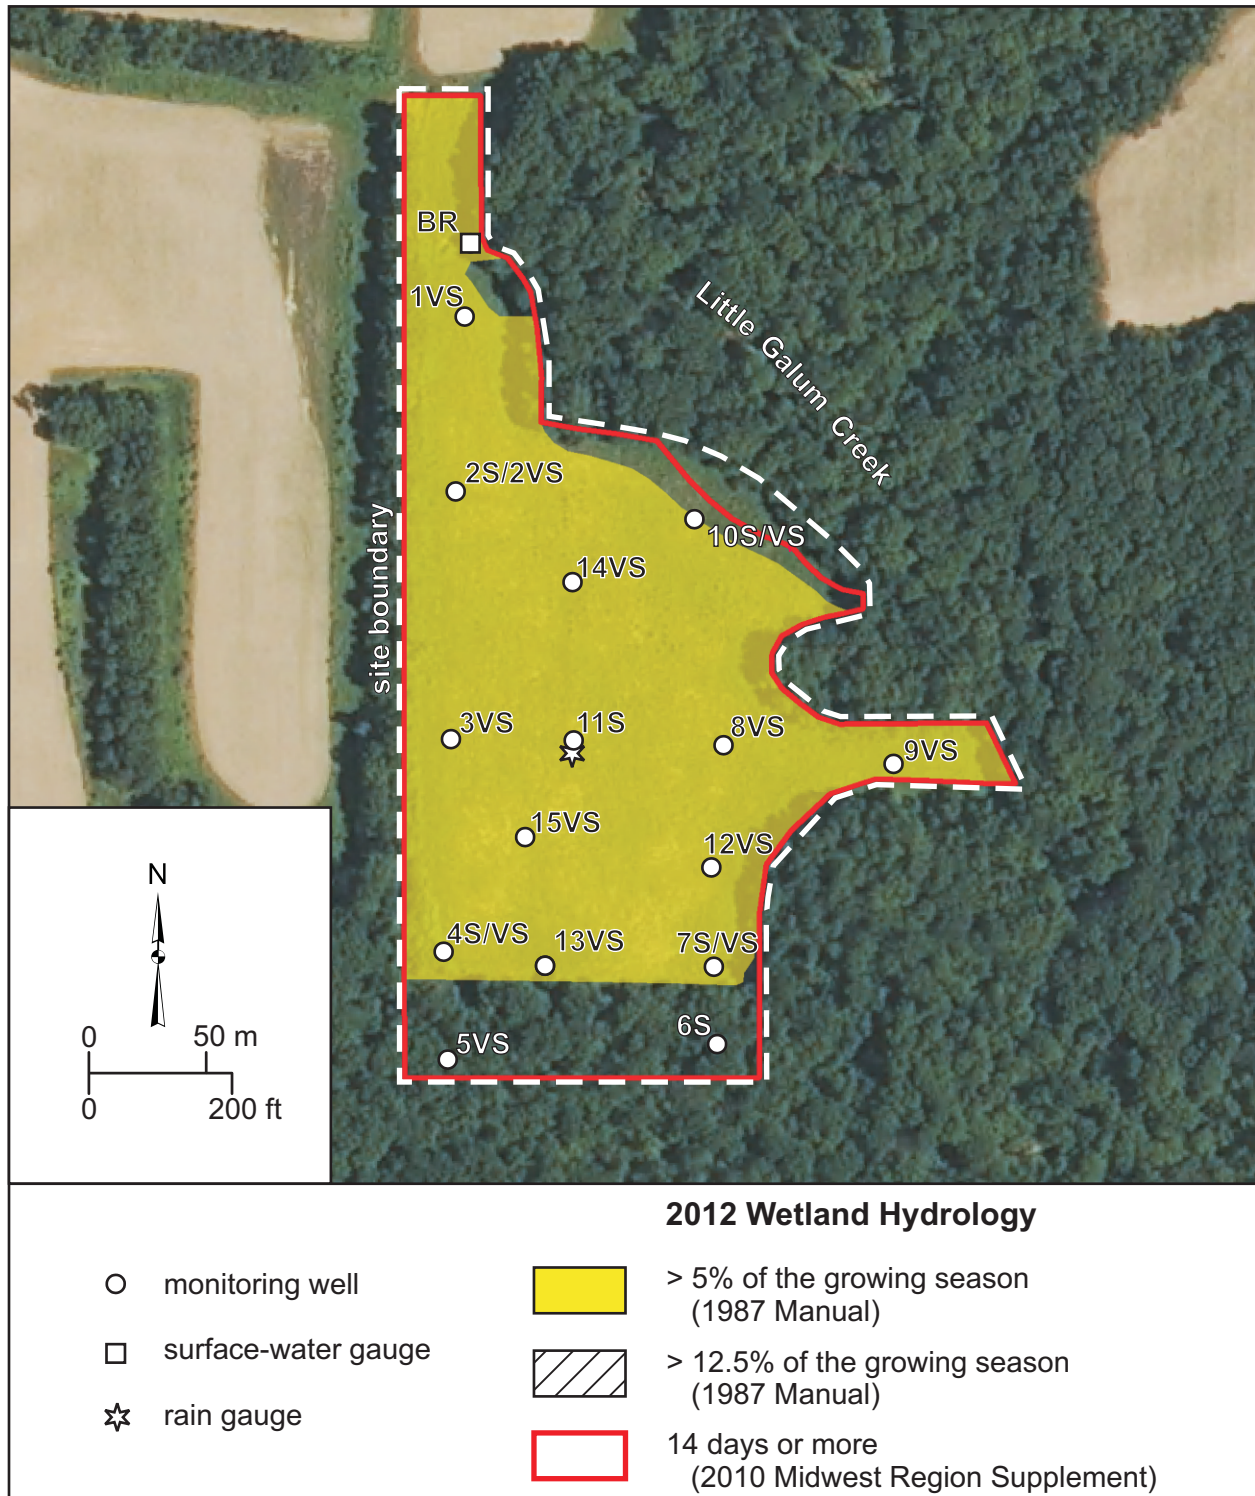 BR
1VS
Little Galum Creek
2S/2VS
10S/VS
14VS
site boundary
3VS
11S
8VS
9VS
15VS
12VS
4S/VS
13VS
7S/VS
6S
5VS
N
0 50 m
0 200 ft
2012 Wetland Hydrology
monitoring well
surface-water gauge
rain gauge
> 5% of the growing season
(1987 Manual)
> 12.5% of the growing season
(1987 Manual)
14 days or more
(2010 Midwest Region Supplement)